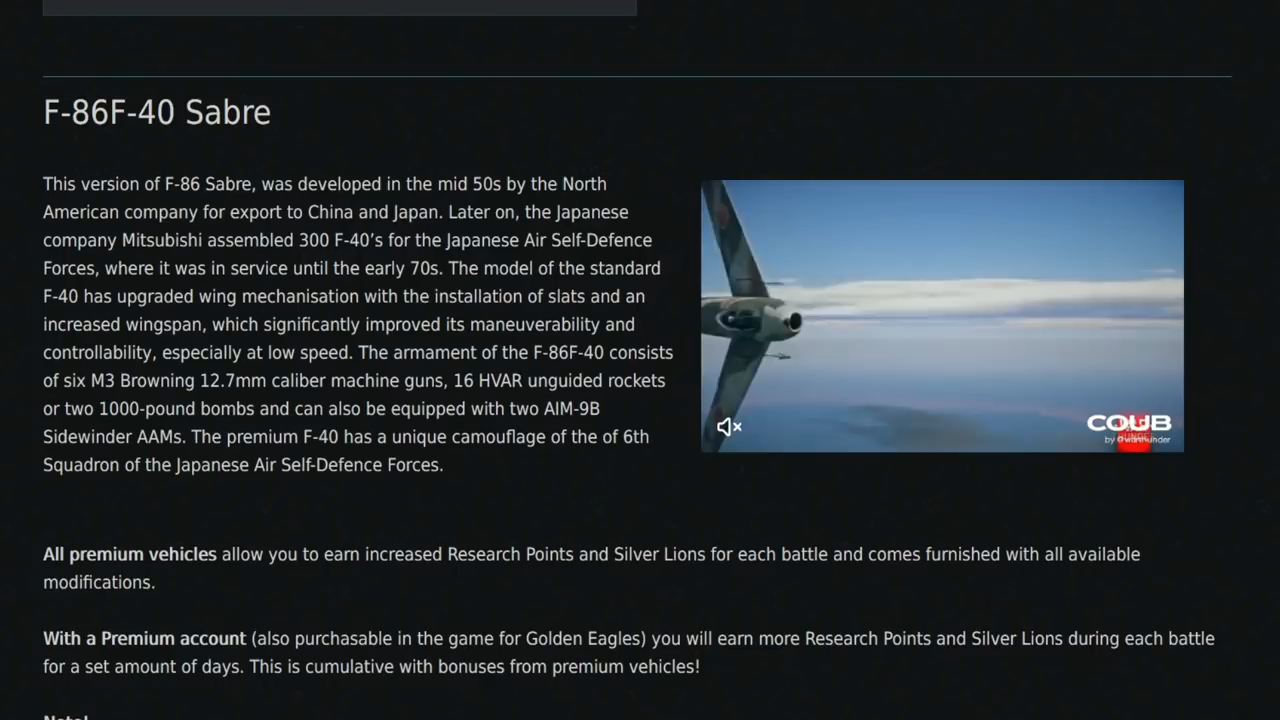 F-86F-40 Sabre
This version of F-86 Sabre, was developed in the mid 50s by the North
American company for export to China and Japan. Later on, the Japanese
company Mitsubishi assembled 300 F-40’s for the Japanese Air Self-Defence
Forces, where it was in service until the early 70s. The model of the standard
F-40 has upgraded wing mechanisation with the installation of slats and an
increased wingspan, which significantly improved its maneuverability and
controllability, especially at low speed. The armament of the F-86F-40 consists
of six M3 Browning 12.7mm caliber machine guns, 16 HVAR unguided rockets
or two 1000-pound bombs and can also be equipped with two AIM-9B
Sidewinder AAMs. The premium F-40 has a unique camouflage of the of 6th
Squadron of the Japanese Air Self-Defence Forces.
COUB
by
All premium vehicles allow you to earn increased Research Points and Silver Lions for each battle and comes furnished with all available
modifications.
With a Premium account (also purchasable in the game for Golden Eagles) you will earn more Research Points and Silver Lions during each battle
for a set amount of days. This is cumulative with bonuses from premium vehicles!